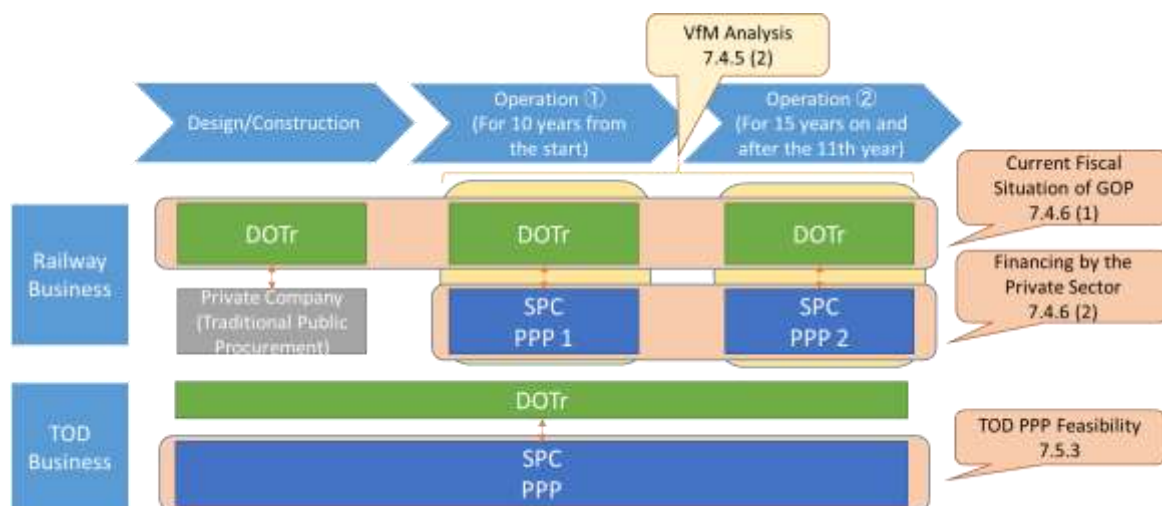 VfM Analysis
7.4.5 (2)
Design/Construction
Operation ①
(For 10 years from
the start)
Operation ②
(For 15 years on and
after the 11th year)
Current Fiscal
Situation of GOP
7.4.6 (1)
Railway
Business
DOTr
DOTr
DOTr
Private Company
(Traditional Public
Procurement)
SPC
PPP 1
SPC
PPP 2
Financing by the
Private Sector
7.4.6 (2)
TOD
Business
DOTr
SPC
PPP
TOD PPP Feasibility
7.5.3